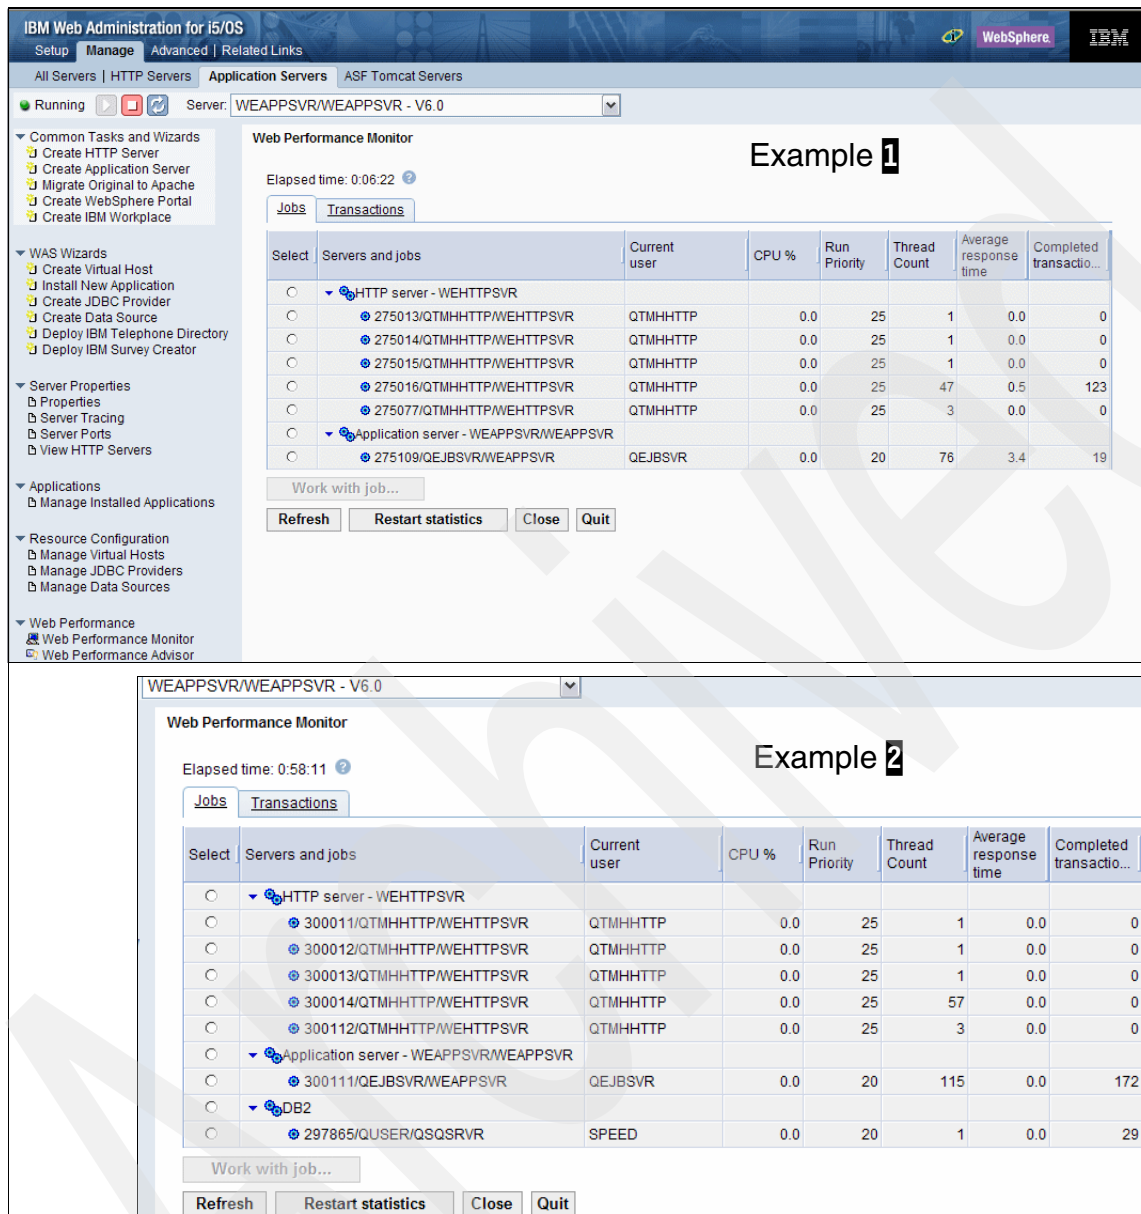 IBM Web Administration for i5/OS
Setup Manage Advanced | Related Links
WebSphere. IBM
All Servers | HTTP Servers Application Servers ASF Tomcat Servers
Running Server: WEAPPSVR/WEAPPSVR - V6.0
Common Tasks and Wizards
Create HTTP Server
Create Application Server
Migrate Original to Apache
Create WebSphere Portal
Create IBM Workplace
WAS Wizards
Create Virtual Host
Install New Application
Create JDBC Provider
Create Data Source
Deploy IBM Telephone Directory
Deploy IBM Survey Creator
Server Properties
Properties
Server Tracing
Server Ports
View HTTP Servers
Applications
Manage Installed Applications
Resource Configuration
Manage Virtual Hosts
Manage JDBC Providers
Manage Data Sources
Web Performance
Web Performance Monitor
Web Performance Advisor
Web Performance Monitor
Example 1
Elapsed time: 0:06:22 ?
Jobs Transactions
Select Servers and jobs Current user CPU % Run Priority Thread Count Average response time Completed transactio...
HTTP server - WEHTTPSVR
275013/QTMHHTTP/WEHTTPSVR QTMHHTTP 0.0 25 1 0.0 0
275014/QTMHHTTP/WEHTTPSVR QTMHHTTP 0.0 25 1 0.0 0
275015/QTMHHTTP/WEHTTPSVR QTMHHTTP 0.0 25 1 0.0 0
275016/QTMHHTTP/WEHTTPSVR QTMHHTTP 0.0 25 47 0.5 123
275077/QTMHHTTP/WEHTTPSVR QTMHHTTP 0.0 25 3 0.0 0
Application server - WEAPPSVR/WEAPPSVR
275109/QEJBSVR/WEAPPSVR QEJBSVR 0.0 20 76 3.4 19
Work with job...
Refresh Restart statistics Close Quit
WEAPPSVR/WEAPPSVR - V6.0
Web Performance Monitor
Example 2
Elapsed time: 0:58:11 ?
Jobs Transactions
Select Servers and jobs Current user CPU % Run Priority Thread Count Average response time Completed transactio...
HTTP server - WEHTTPSVR
300011/QTMHHTTP/WEHTTPSVR QTMHHTTP 0.0 25 1 0.0 0
300012/QTMHHTTP/WEHTTPSVR QTMHHTTP 0.0 25 1 0.0 0
300013/QTMHHTTP/WEHTTPSVR QTMHHTTP 0.0 25 1 0.0 0
300014/QTMHHTTP/WEHTTPSVR QTMHHTTP 0.0 25 57 0.0 0
300112/QTMHHTTP/WEHTTPSVR QTMHHTTP 0.0 25 3 0.0 0
Application server - WEAPPSVR/WEAPPSVR
300111/QEJBSVR/WEAPPSVR QEJBSVR 0.0 20 115 0.0 172
DB2
297865/QUSER/QSQSRVR SPEED 0.0 20 1 0.0 29
Work with job...
Refresh Restart statistics Close Quit
Archived